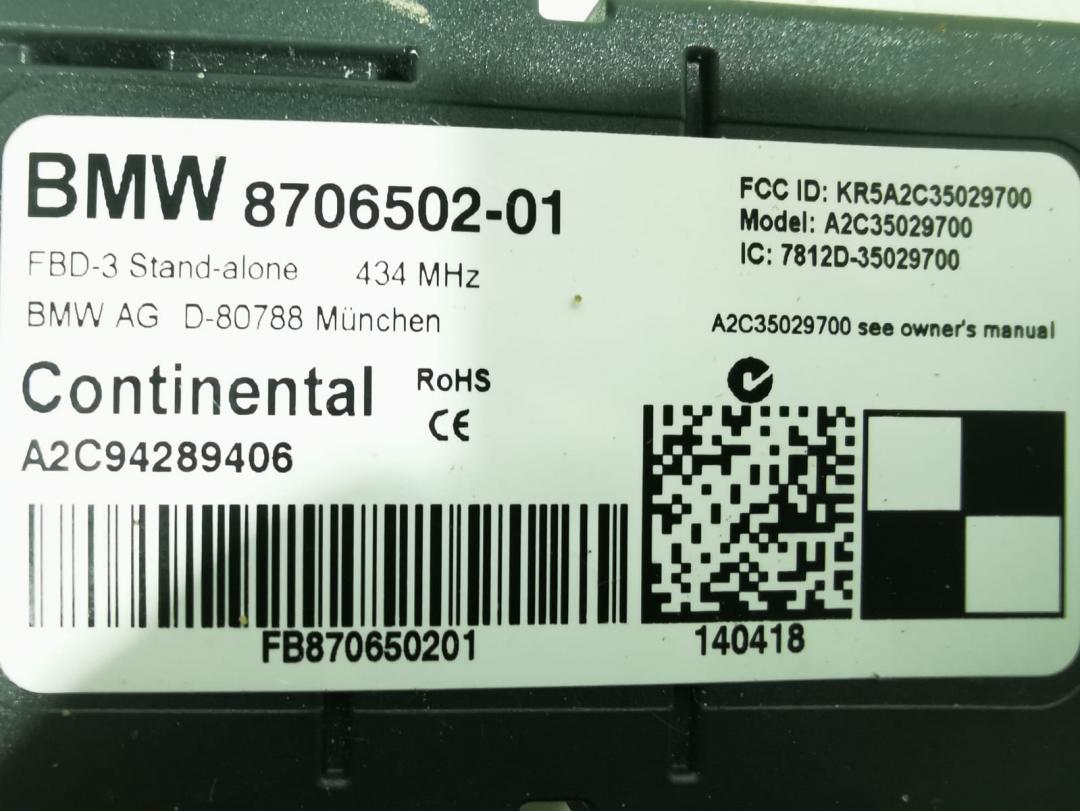 BMW 8706502-01
FBD-3 Stand-alone 434 MHz
BMW AG D-80788 München
FCC ID: KR5A2C35029700
Model: A2C35029700
IC: 7812D-35029700
A2C35029700 see owner's manual
Continental RoHS
CE
A2C94289406
FB870650201
140418